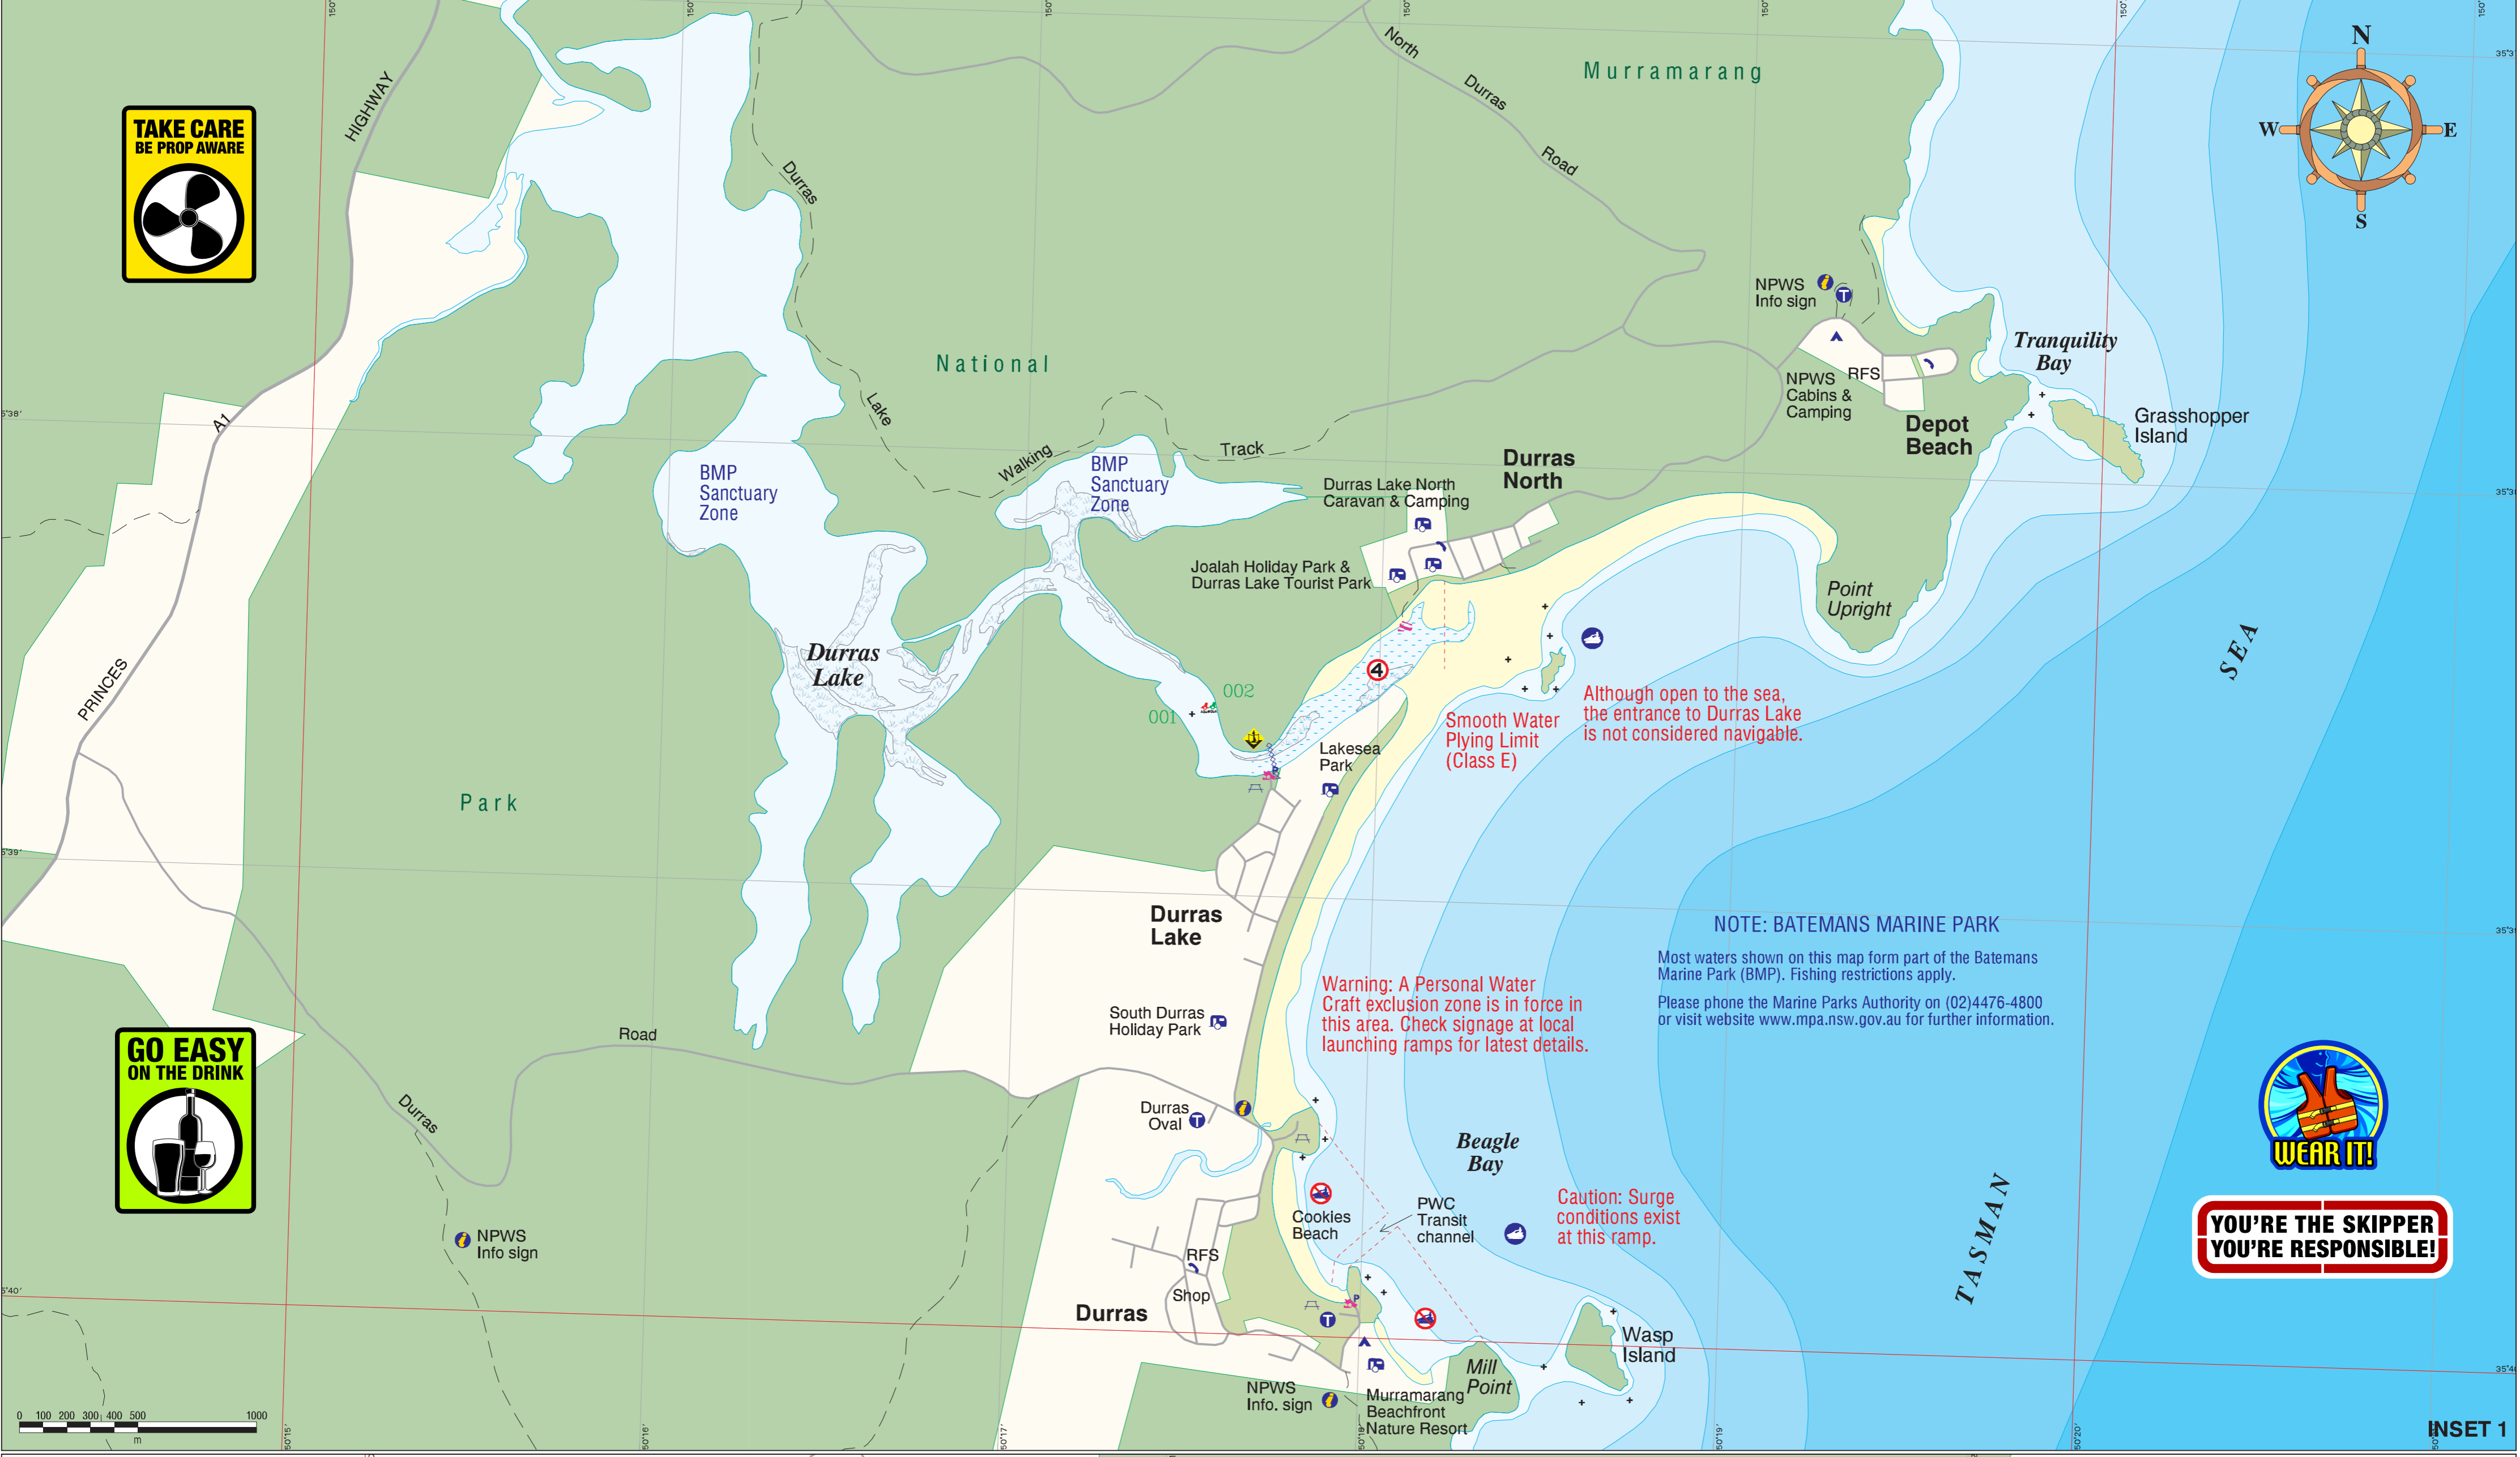 TAKE CARE
BE PROP AWARE
HIGHWAY
A1
PRINCES
North
Durras
Road
Murramarang
National
Park
N
W
E
S
Durras
Lake
Walking
Track
NPWS
Info sign
Tranquility
Bay
NPWS
Cabins &
Camping
RFS
Depot
Beach
Grasshopper
Island
BMP
Sanctuary
Zone
BMP
Sanctuary
Zone
Durras
North
Durras Lake North
Caravan & Camping
Joalah Holiday Park &
Durras Lake Tourist Park
Point
Upright
Durras
Lake
002
001
4
Although open to the sea,
the entrance to Durras Lake
is not considered navigable.
Smooth Water
Plying Limit
(Class E)
Lakesea
Park
SEA
TASMAN
Durras
Lake
NOTE: BATEMANS MARINE PARK
Most waters shown on this map form part of the Batemans
Marine Park (BMP). Fishing restrictions apply.
Please phone the Marine Parks Authority on (02)4476-4800
or visit website www.mpa.nsw.gov.au for further information.
Warning: A Personal Water
Craft exclusion zone is in force in
this area. Check signage at local
launching ramps for latest details.
South Durras
Holiday Park
GO EASY
ON THE DRINK
Road
Durras
Durras
Oval
T
Beagle
Bay
WEAR IT!
YOU'RE THE SKIPPER
YOU'RE RESPONSIBLE!
Cookies
Beach
PWC
Transit
channel
Caution: Surge
conditions exist
at this ramp.
NPWS
Info sign
RFS
Shop
Durras
P
T
Wasp
Island
Mill
Point
NPWS
Info. sign
Murramarang
Beachfront
Nature Resort
0 100 200 300 400 500 1000
m
INSET 1